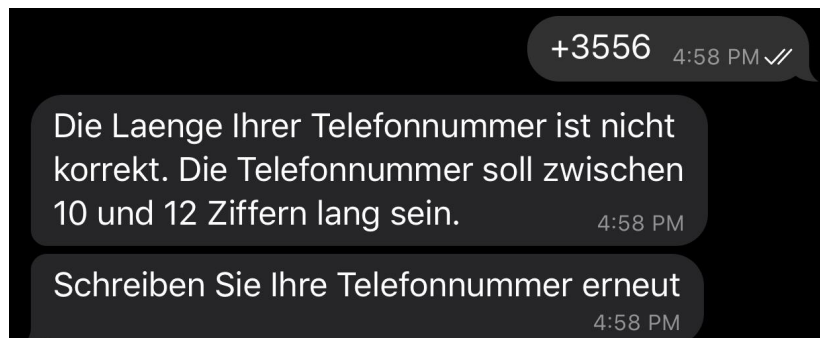 +3556 4:58 PM
Die Laenge Ihrer Telefonnummer ist nicht
korrekt. Die Telefonnummer soll zwischen
10 und 12 Ziffern lang sein. 4:58 PM
Schreiben Sie Ihre Telefonnummer erneut
4:58 PM